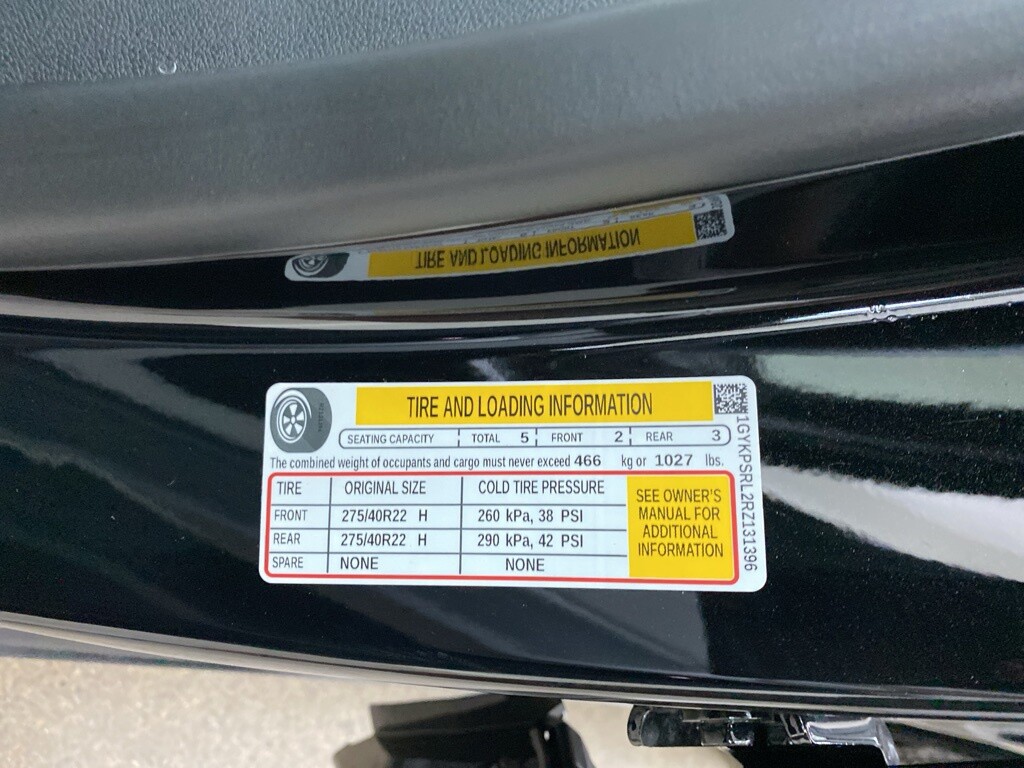 TIRE AND LOADING INFORMATION
TIRE AND LOADING INFORMATION
SEATING CAPACITY TOTAL 5 FRONT 2 REAR 3
The combined weight of occupants and cargo must never exceed 466 kg or 1027 lbs.
TIRE ORIGINAL SIZE COLD TIRE PRESSURE
FRONT 275/40R22 H 260 kPa, 38 PSI
REAR 275/40R22 H 290 kPa, 42 PSI
SPARE NONE NONE
SEE OWNER'S
MANUAL FOR
ADDITIONAL
INFORMATION
1GYKPSRL2RZ131396